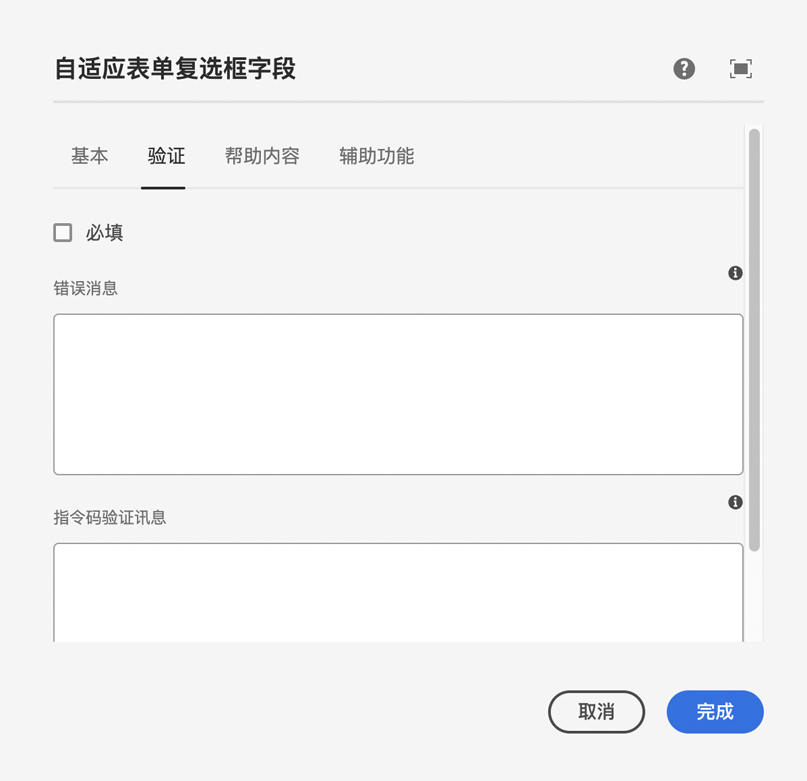 自适应表单复选框字段
基本 验证 帮助内容 辅助功能
必填
错误消息
指令码验证讯息
取消 完成